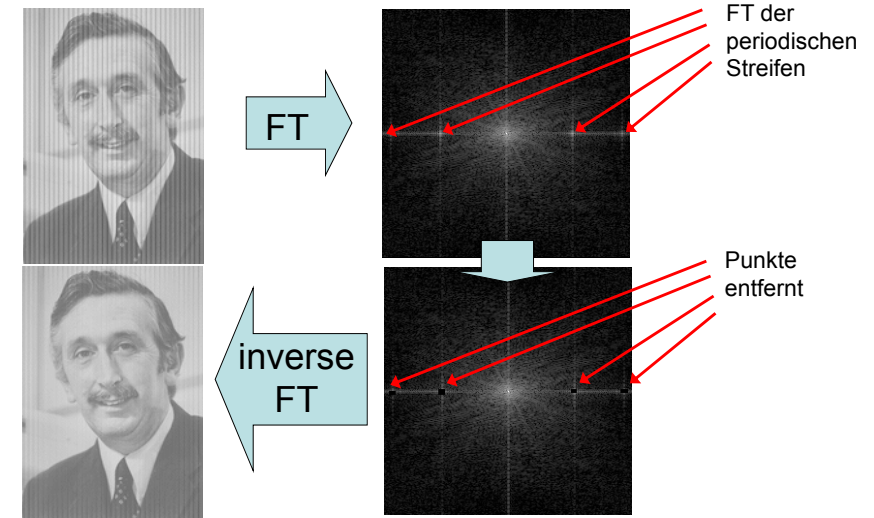 FT der
periodischen
Streifen
FT
Punkte
entfernt
inverse
FT